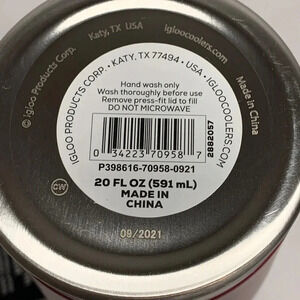 © Igloo Products Corp.
Katy, TX USA
igloocoolers.com
Made in China
IGLOO PRODUCTS CORP. • KATY, TX 77494 • USA • IGLOOCOOLERS.COM
Hand wash only
Wash thoroughly before use
Remove press-fit lid to fill
DO NOT MICROWAVE
0 34223 70958 7
2882057
P398616-70958-0921
CW
20 FL OZ (591 mL)
MADE IN
CHINA
09/2021